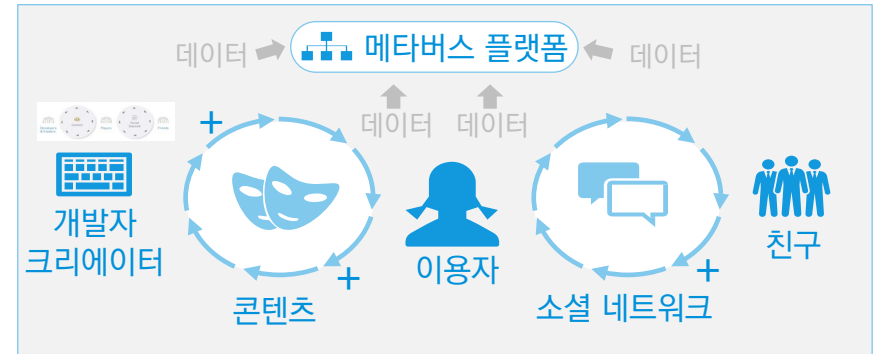 데이터 메타버스 플랫폼 데이터
데이터 데이터
+
개발자
크리에이터
콘텐츠
+
이용자
소셜 네트워크
+
친구